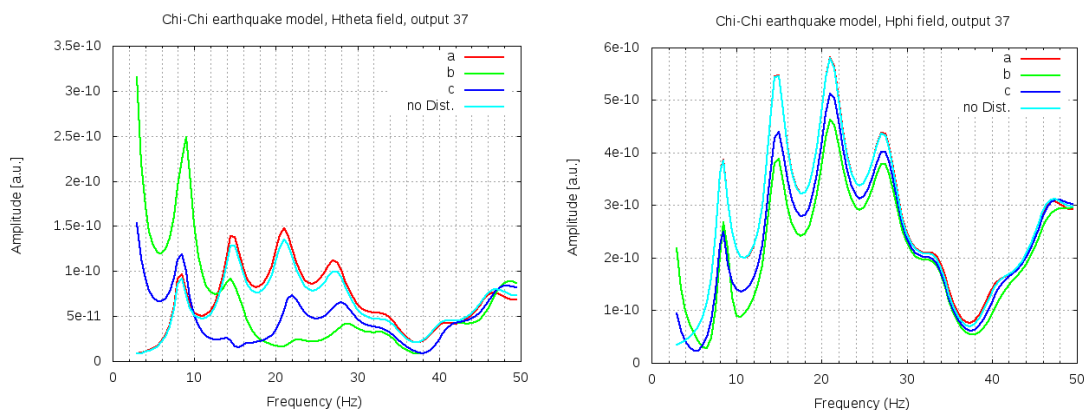 Chi-Chi earthquake model, Htheta field, output 37
3.5e-10
3e-10
2.5e-10
2e-10
1.5e-10
1e-10
5e-11
0
Amplitude [a.u.]
a
b
c
no Dist.
0 10 20 30 40 50
Frequency (Hz)
Chi-Chi earthquake model, Hphi field, output 37
6e-10
5e-10
4e-10
3e-10
2e-10
1e-10
0
Amplitude [a.u.]
a
b
c
no Dist.
0 10 20 30 40 50
Frequency (Hz)